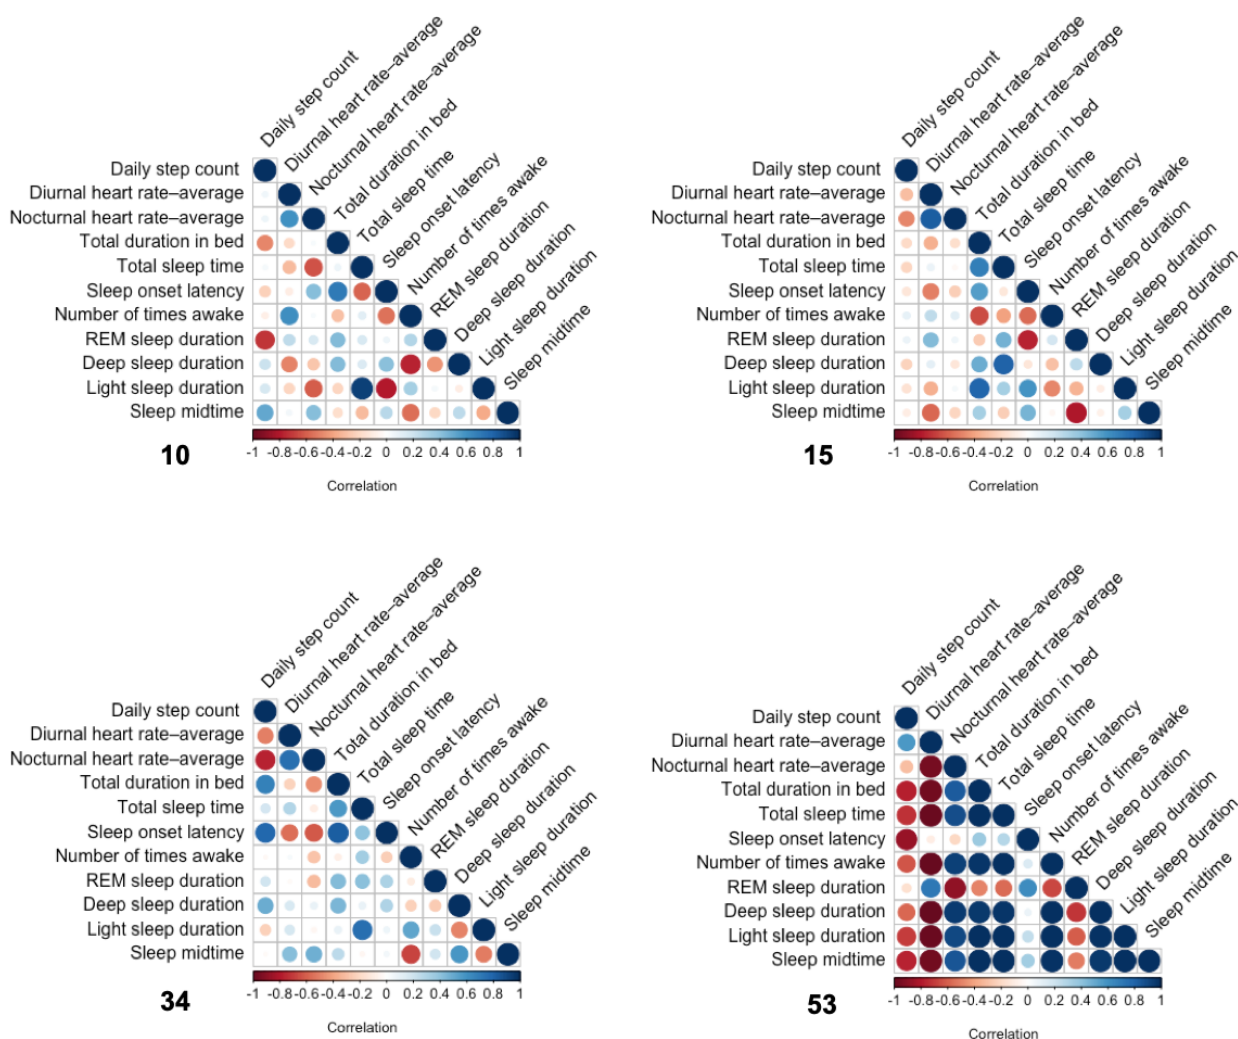 Daily step count
Diurnal heart rate–average
Nocturnal heart rate–average
Total duration in bed
Total sleep time
Sleep onset latency
Number of times awake
REM sleep duration
Deep sleep duration
Light sleep duration
Sleep midtime
Daily step count
Diurnal heart rate–average
Nocturnal heart rate–average
Total duration in bed
Total sleep time
Sleep onset latency
Number of times awake
REM sleep duration
Deep sleep duration
Light sleep duration
Sleep midtime
-1 -0.8 -0.6 -0.4 -0.2 0 0.2 0.4 0.6 0.8 1
10
Correlation
Daily step count
Diurnal heart rate–average
Nocturnal heart rate–average
Total duration in bed
Total sleep time
Sleep onset latency
Number of times awake
REM sleep duration
Deep sleep duration
Light sleep duration
Sleep midtime
Daily step count
Diurnal heart rate–average
Nocturnal heart rate–average
Total duration in bed
Total sleep time
Sleep onset latency
Number of times awake
REM sleep duration
Deep sleep duration
Light sleep duration
Sleep midtime
-1 -0.8 -0.6 -0.4 -0.2 0 0.2 0.4 0.6 0.8 1
15
Correlation
Daily step count
Diurnal heart rate–average
Nocturnal heart rate–average
Total duration in bed
Total sleep time
Sleep onset latency
Number of times awake
REM sleep duration
Deep sleep duration
Light sleep duration
Sleep midtime
Daily step count
Diurnal heart rate–average
Nocturnal heart rate–average
Total duration in bed
Total sleep time
Sleep onset latency
Number of times awake
REM sleep duration
Deep sleep duration
Light sleep duration
Sleep midtime
-1 -0.8 -0.6 -0.4 -0.2 0 0.2 0.4 0.6 0.8 1
34
Correlation
Daily step count
Diurnal heart rate–average
Nocturnal heart rate–average
Total duration in bed
Total sleep time
Sleep onset latency
Number of times awake
REM sleep duration
Deep sleep duration
Light sleep duration
Sleep midtime
Daily step count
Diurnal heart rate–average
Nocturnal heart rate–average
Total duration in bed
Total sleep time
Sleep onset latency
Number of times awake
REM sleep duration
Deep sleep duration
Light sleep duration
Sleep midtime
-1 -0.8 -0.6 -0.4 -0.2 0 0.2 0.4 0.6 0.8 1
53
Correlation